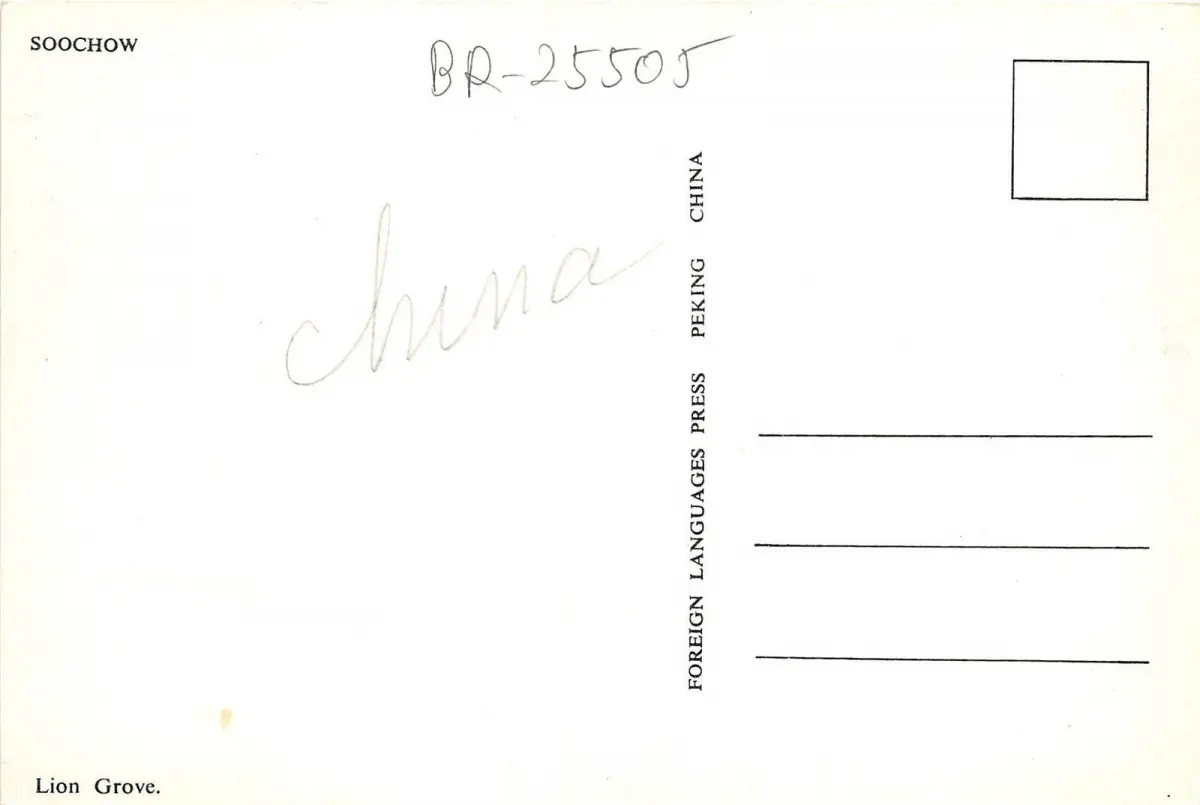 SOOCHOW
BR-25505
china
FOREIGN LANGUAGES PRESS PEKING CHINA
Lion Grove.